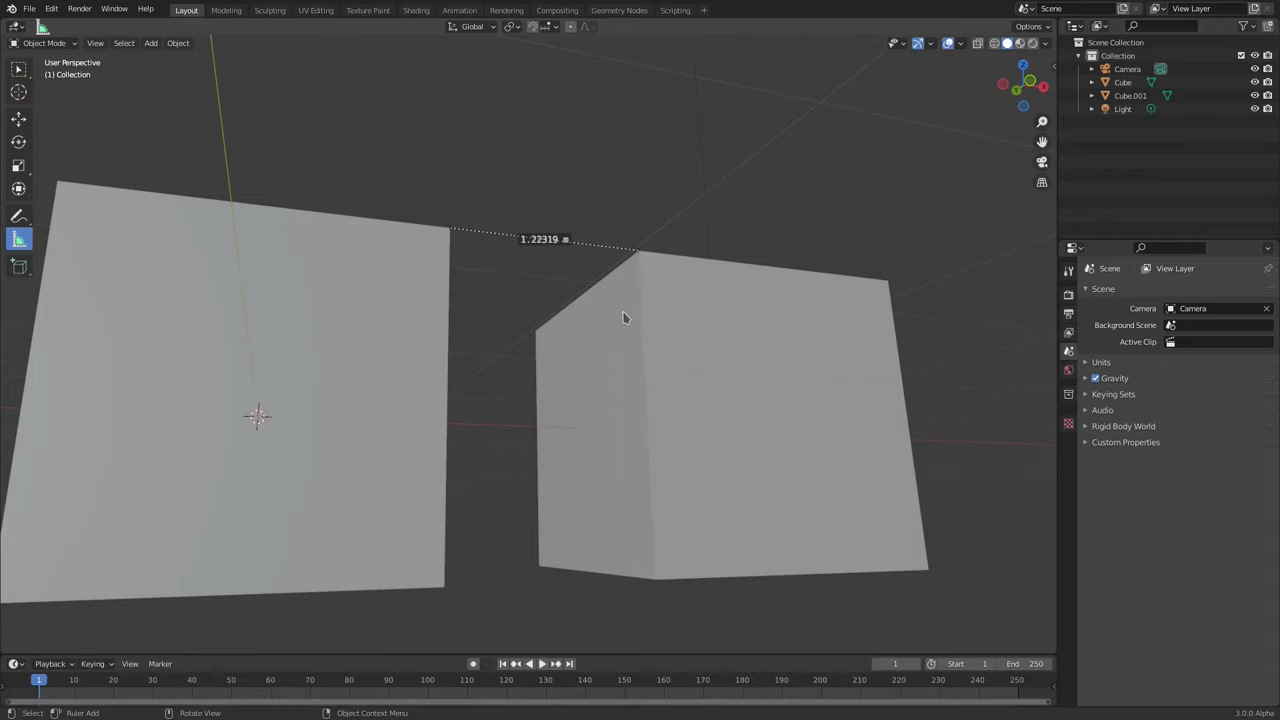 File Edit Render Window Help Layout Modeling Sculpting UV Editing Texture Paint Shading Animation Rendering Compositing Geometry Nodes Scripting + Scene View Layer
Global Options
Object Mode View Select Add Object
User Perspective
(1) Collection
Z
X
Y
1.22319 m
Scene Collection
Collection
Camera
Cube
Cube.001
Light
Scene View Layer
Scene
Camera Camera
Background Scene
Active Clip
Units
Gravity
Keying Sets
Audio
Rigid Body World
Custom Properties
Playback Keying View Marker 1 Start 1 End 250
1 10 20 30 40 50 60 70 80 90 100 110 120 130 140 150 160 170 180 190 200 210 220 230 240 250
Select Ruler Add Rotate View Object Context Menu 3.0.0 Alpha